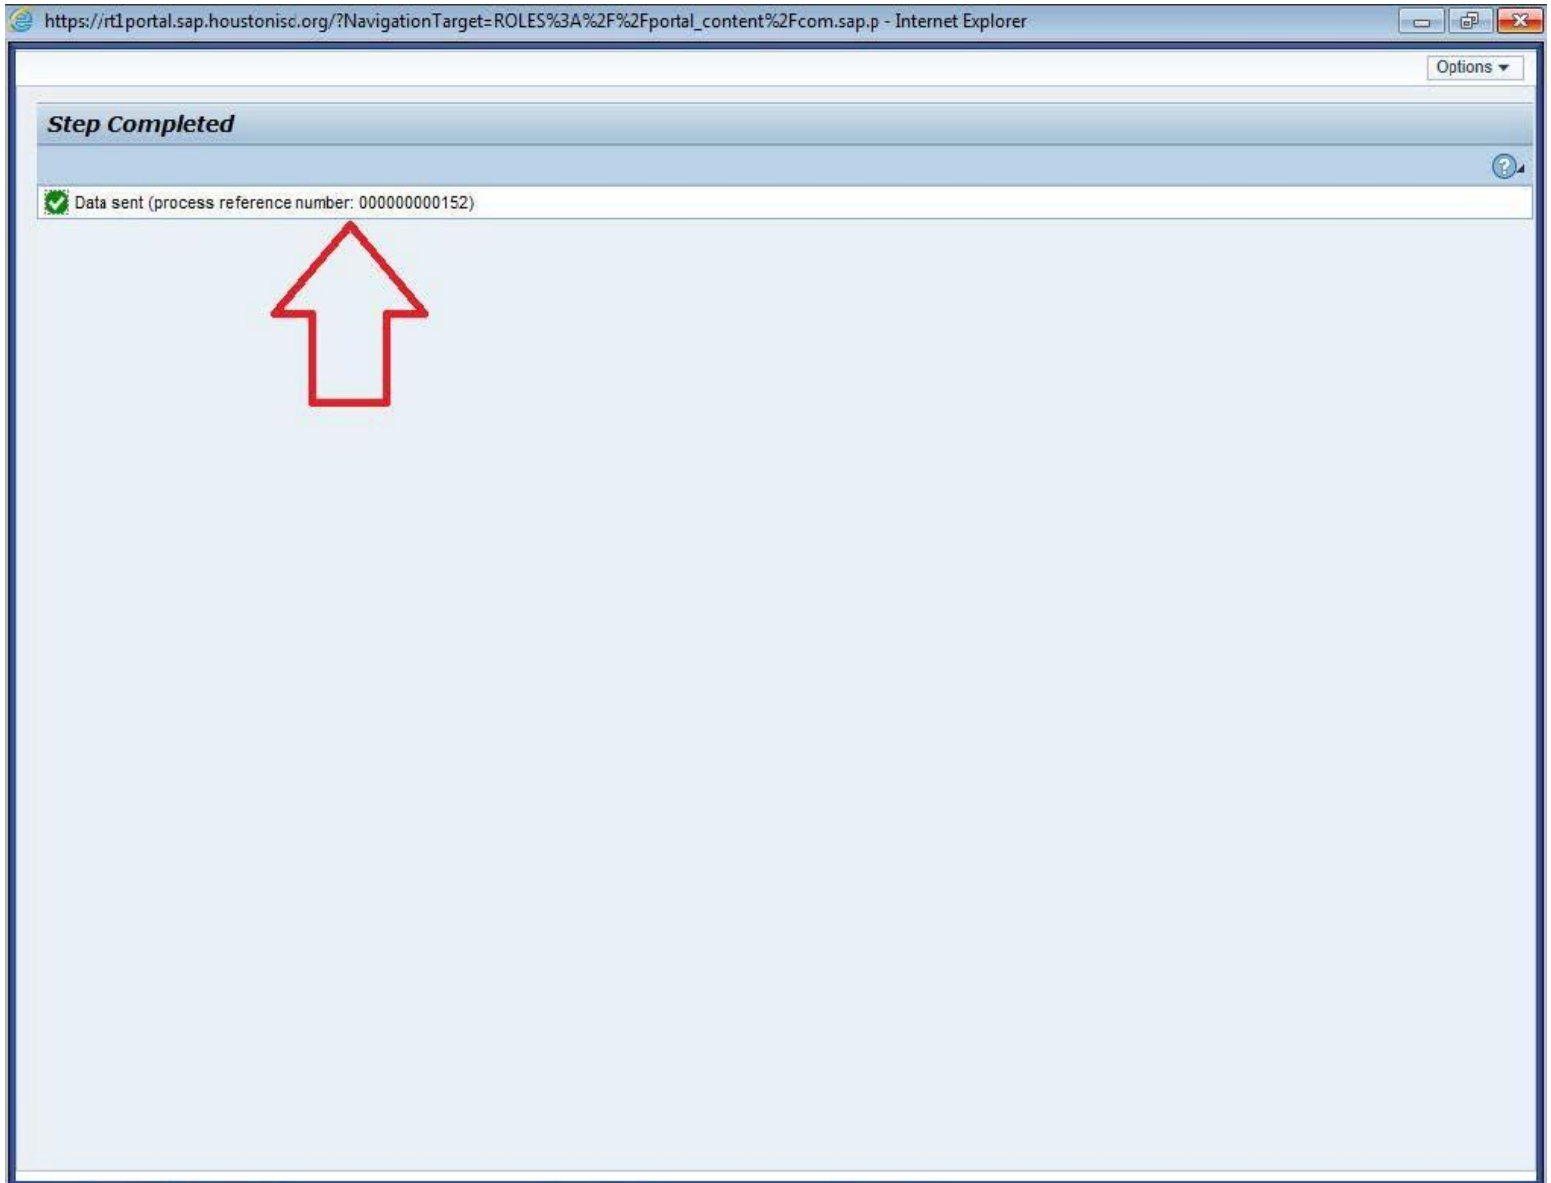 https://rt1portal.sap.houstonisd.org/?NavigationTarget=ROLES%3A%2F%2Fportal_content%2Fcom.sap.p - Internet Explorer
Options
Step Completed
Data sent (process reference number: 000000000152)